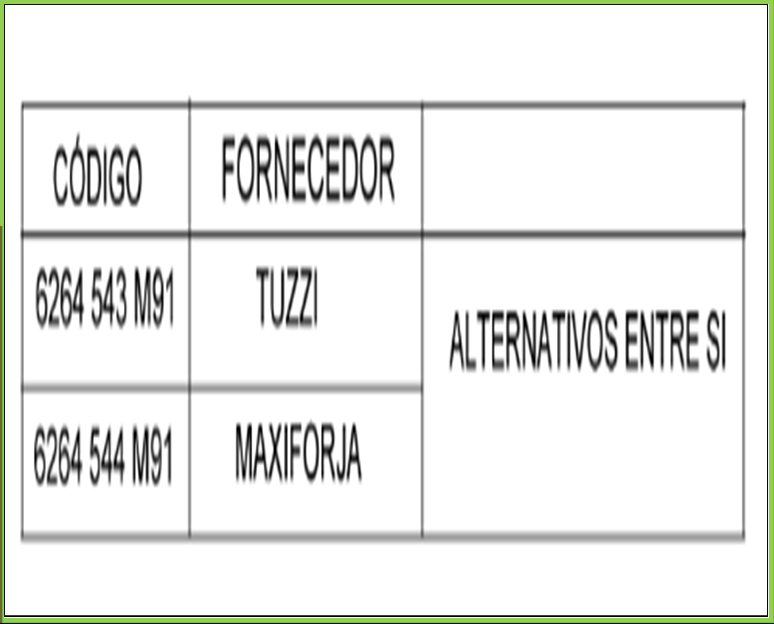 CÓDIGO FORNECEDOR
6264 543 M91 TUZZI
ALTERNATIVOS ENTRE SI
6264 544 M91 MAXIFORJA